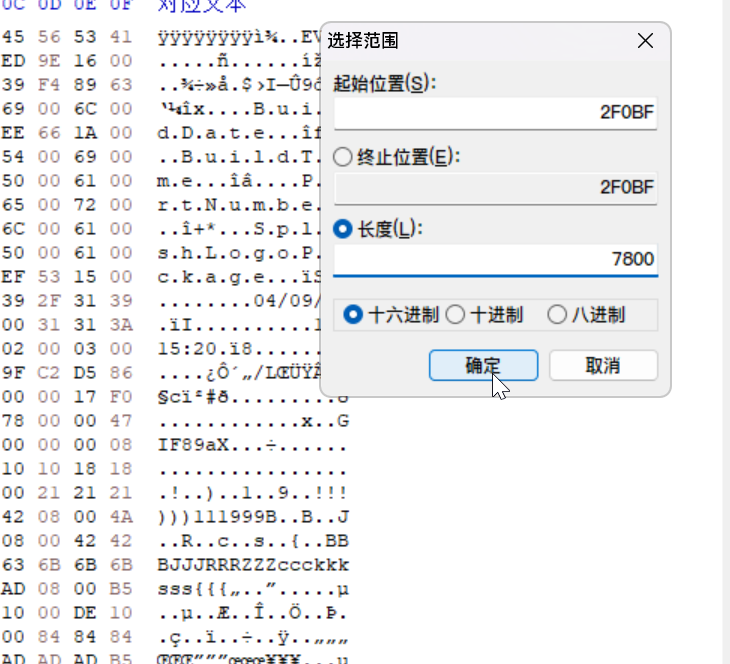 0C 0D 0E 0F 对应文本
45 56 53 41 ÿÿÿÿÿÿÿÿì¾..EV
ED 9E 16 00 .....ñ......íž
39 F4 89 63 ..¾÷»å.$›I—Û9
69 00 6C 00 ¼îx....B.u.i.
EE 66 1A 00 d.D.a.t.e...îf
54 00 69 00 ..B.u.i.l.d.T.
50 00 61 00 m.e...îâ....P.
65 00 72 00 r.t.N.u.m.b.e.
6C 00 61 00 ..î+*...S.p.l.
50 00 61 00 s.h.L.o.g.o.P.
EF 53 15 00 c.k.a.g.e...ïS
39 2F 31 39 ........04/09/
00 31 31 3A .ïI.........1
02 00 03 00 15:20.ï8......
9F C2 D5 86 ....¿Ô´„/LŒÜŸÂ
00 00 17 F0 §cï²#ð.........ð
78 00 00 47 ............x..G
00 00 00 08 IF89aX...÷......
10 10 18 18 ................
00 21 21 21 .!..)..1..9..!!!
42 08 00 4A )))111999B..B..J
08 00 42 42 ..R..c..s..{..BB
63 6B 6B 6B BJJJRRRZZZccckkk
AD 08 00 B5 sss{{{„..”.....µ
10 00 DE 10 ..µ..Æ..Î..Ö..Þ.
00 84 84 84 .ç..ï..÷..ÿ..„„„
AD AD AD B5 ŒŒŒ”””œœœ¥¥¥...µ
选择范围
起始位置(S):
2F0BF
终止位置(E):
2F0BF
长度(L):
7800
十六进制 十进制 八进制
确定 取消